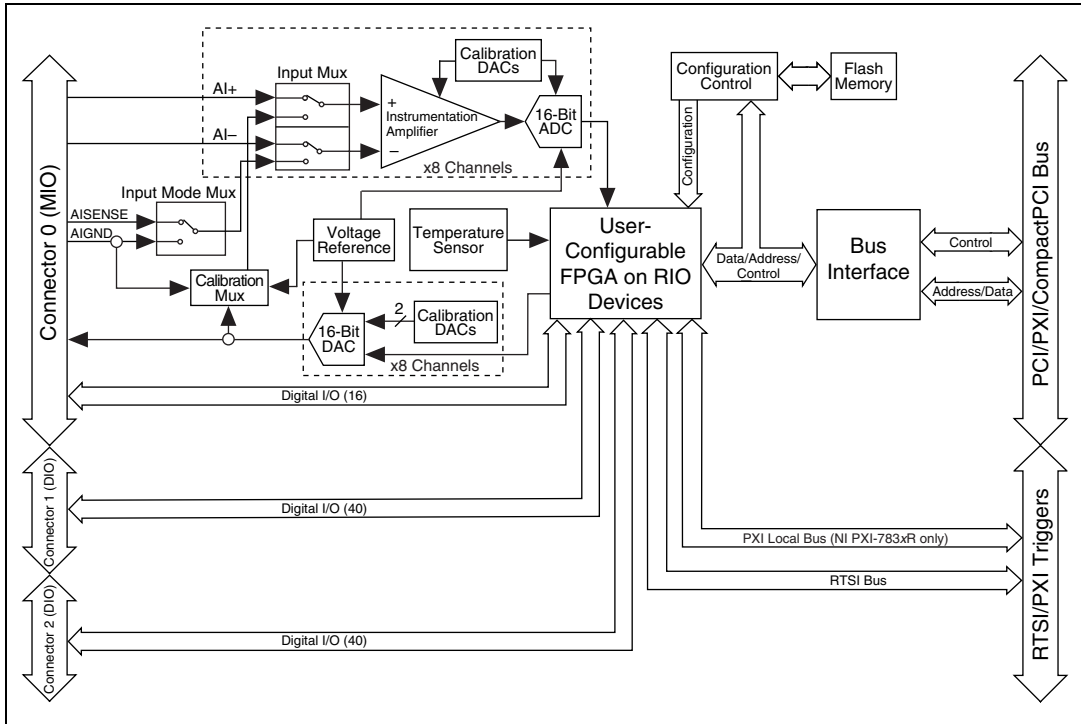 Connector 0 (MIO)
AI+
AI–
Input Mux
+
–
Instrumentation
Amplifier
Calibration
DACs
16-Bit
ADC
x8 Channels
Configuration
Control
Flash
Memory
Configuration
Input Mode Mux
AISENSE
AIGND
Calibration
Mux
Voltage
Reference
Temperature
Sensor
User-
Configurable
FPGA on RIO
Devices
Data/Address/
Control
Bus
Interface
Control
Address/Data
PCI/PXI/CompactPCI Bus
16-Bit
DAC
2
Calibration
DACs
x8 Channels
Digital I/O (16)
Connector 1 (DIO)
Digital I/O (40)
PXI Local Bus (NI PXI-783xR only)
RTSI Bus
RTSI/PXI Triggers
Connector 2 (DIO)
Digital I/O (40)